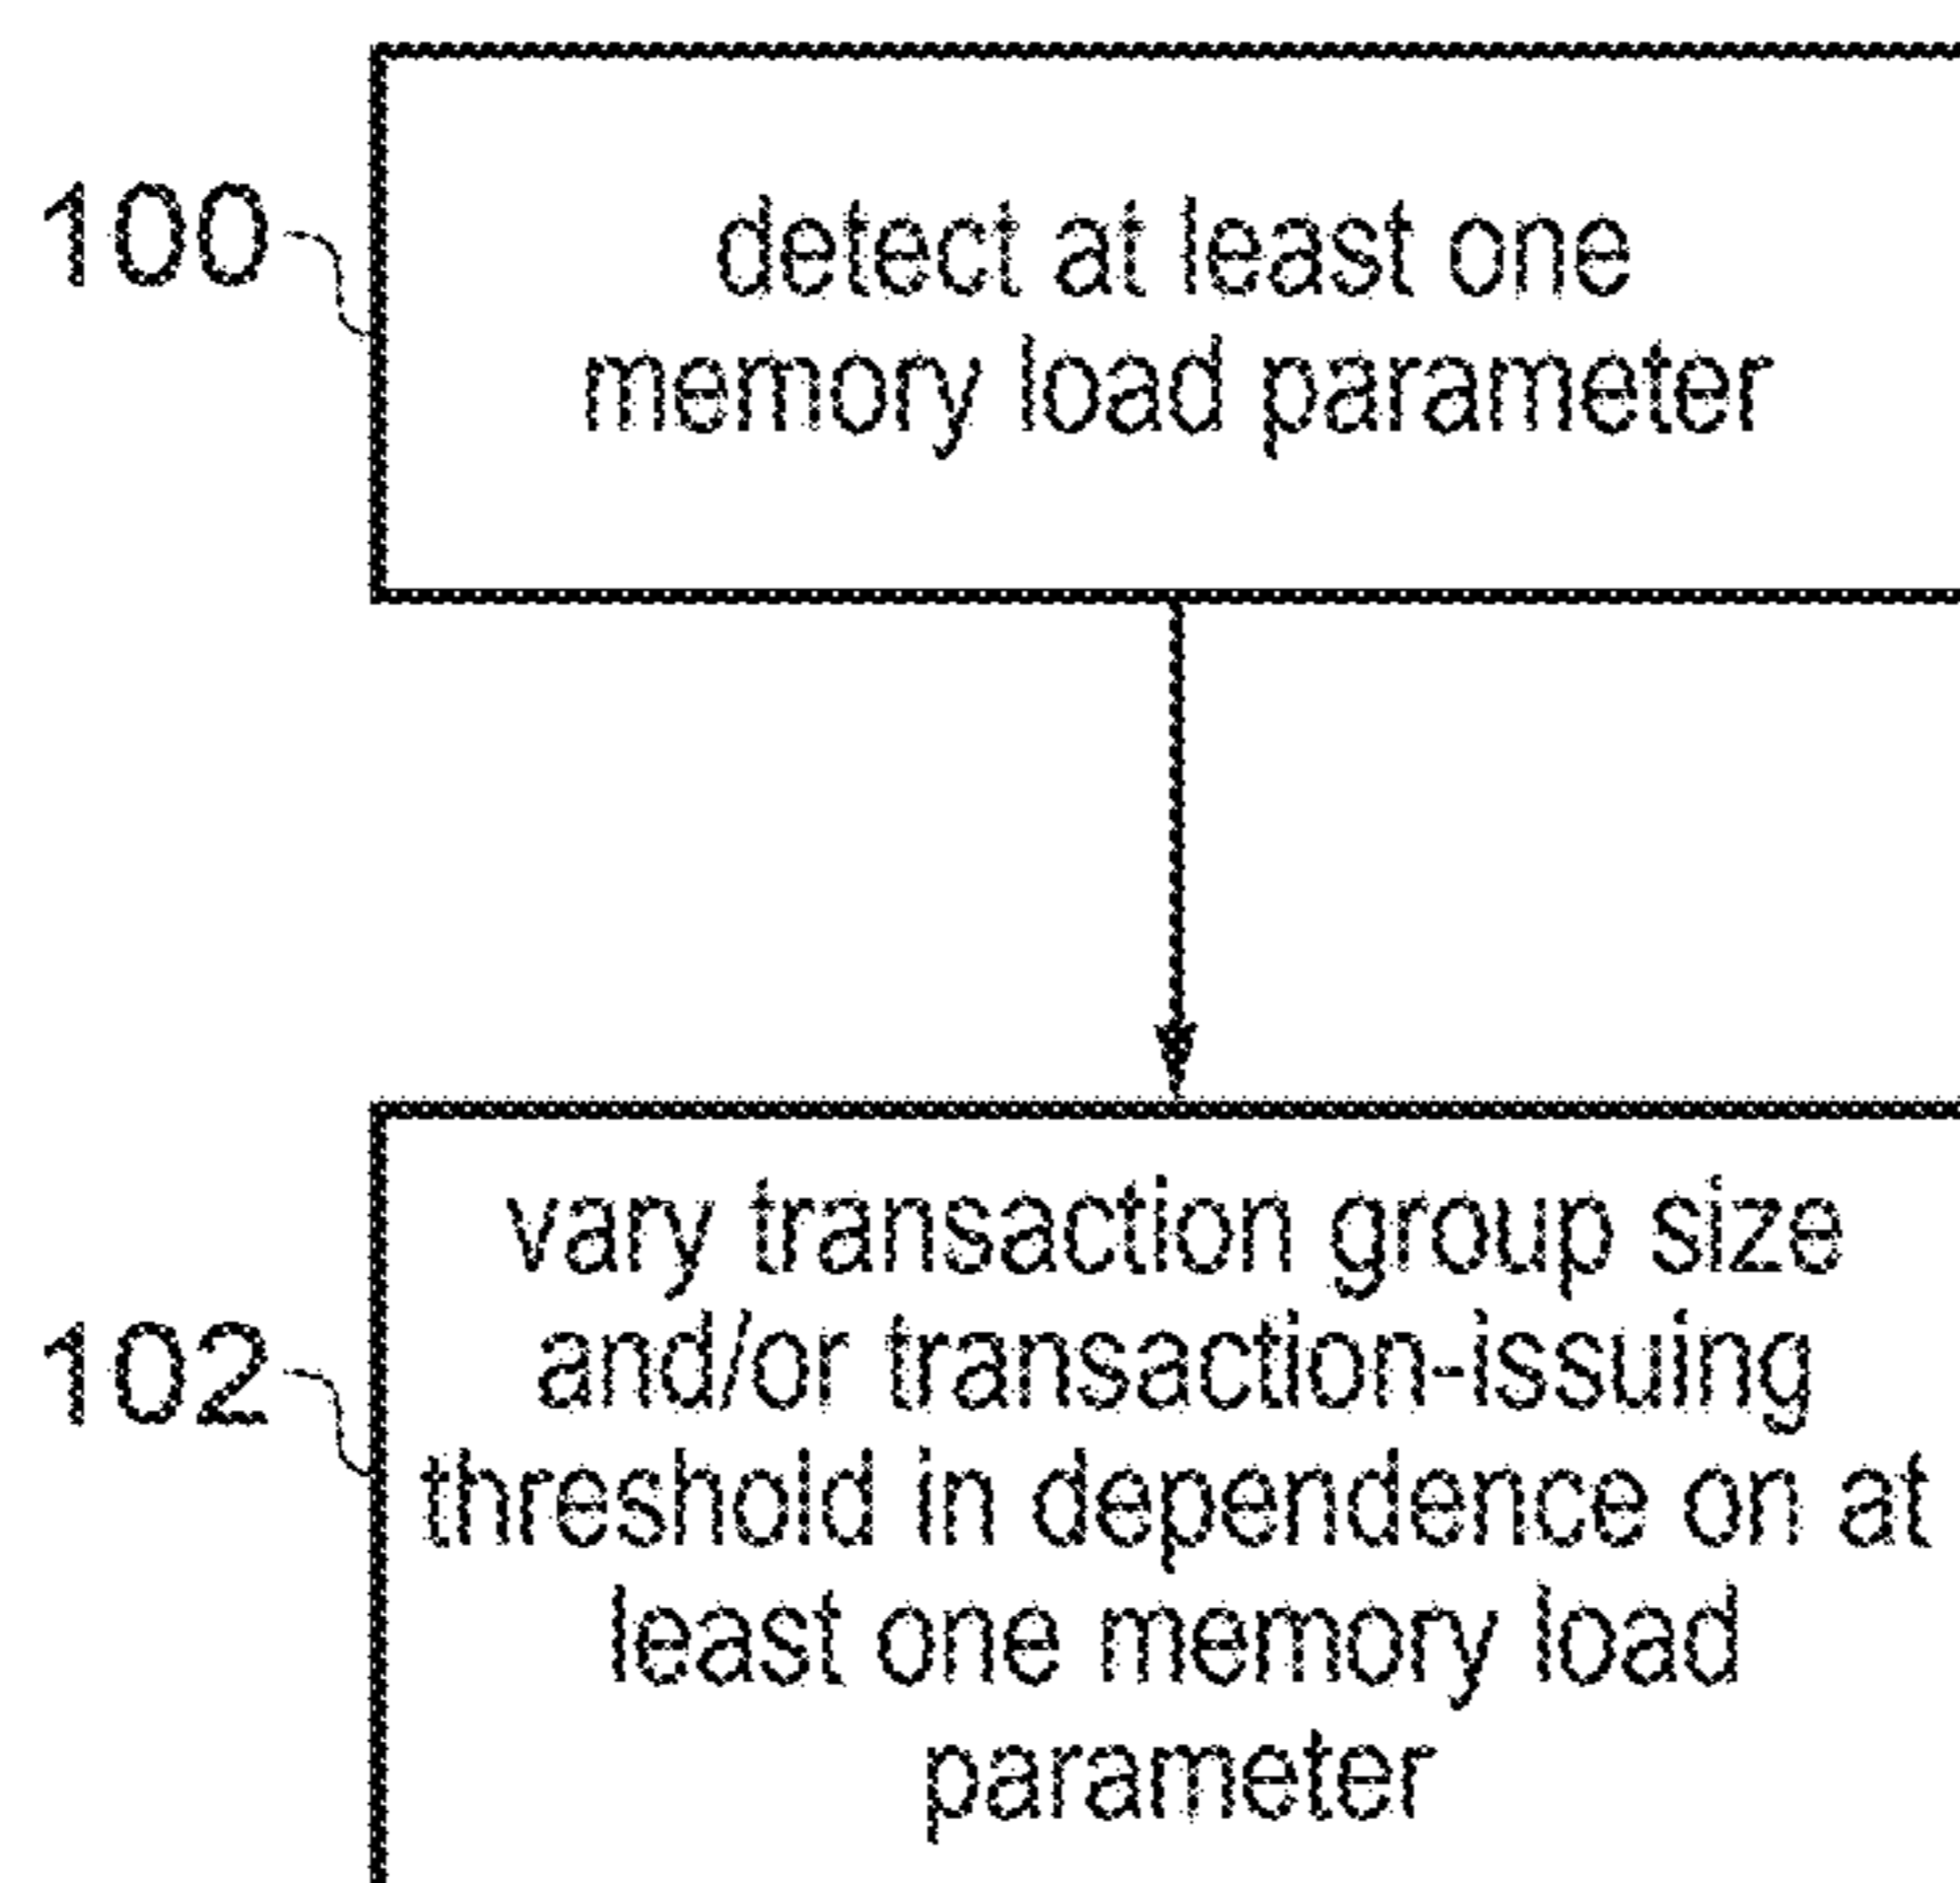 100
detect at least one
memory load parameter
102
vary transaction group size
and/or transaction-issuing
threshold in dependence on at
least one memory load
parameter